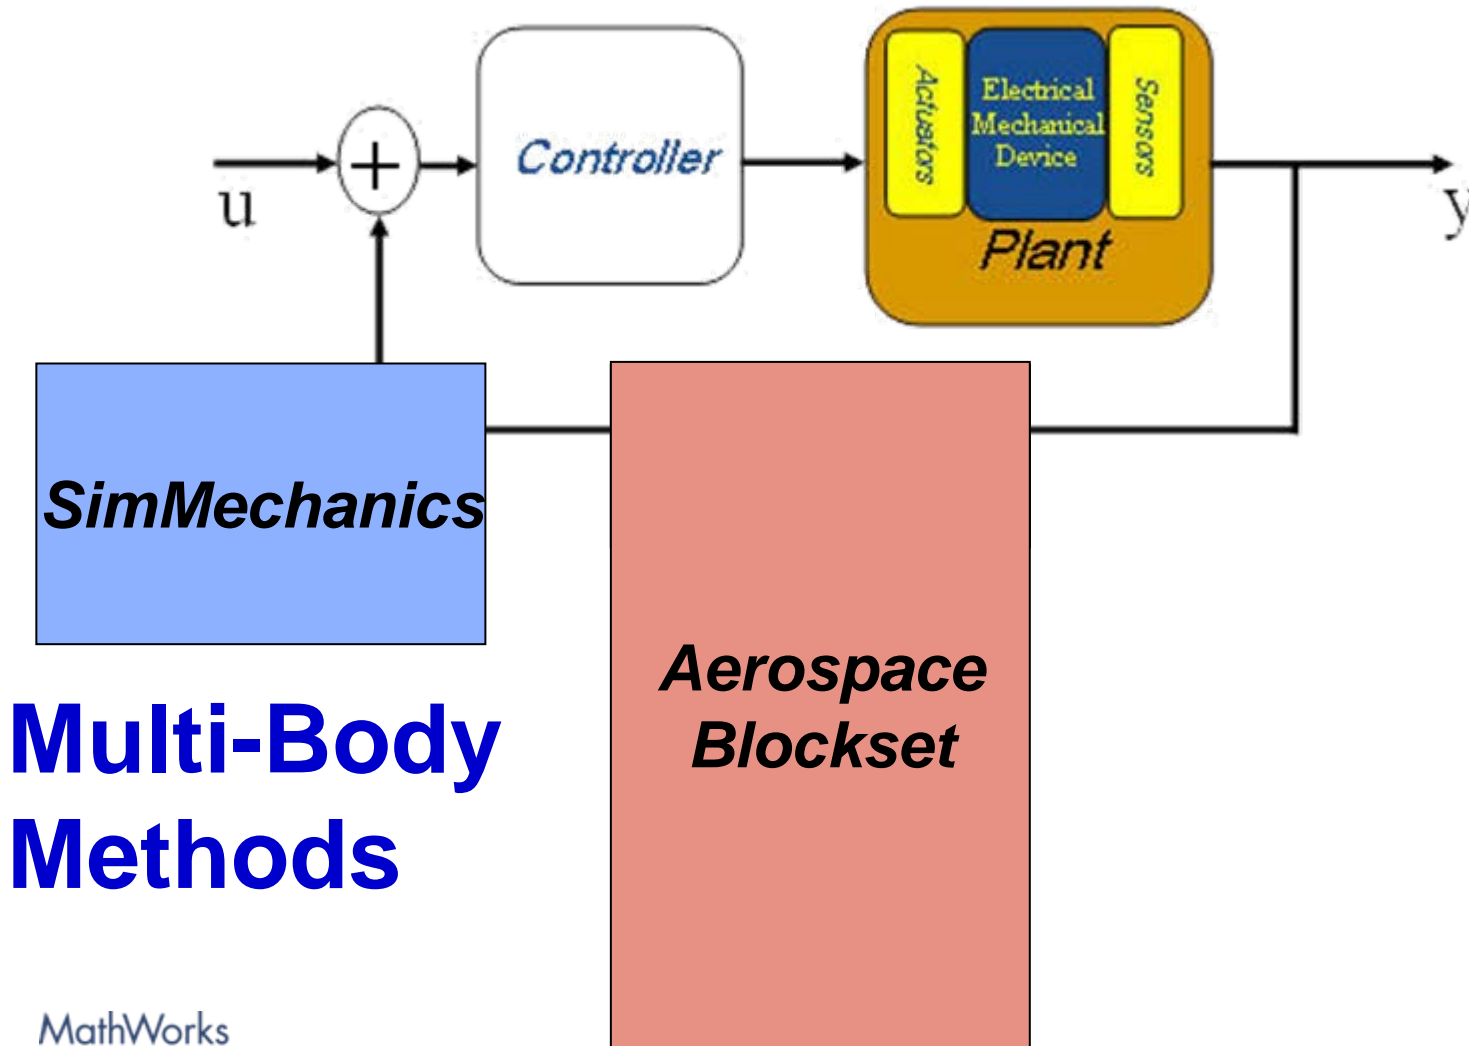 u
+
Controller
Actuators
Electrical
Mechanical
Device
Sensors
Plant
y
SimMechanics
Aerospace
Blockset
Multi-Body
Methods
MathWorks